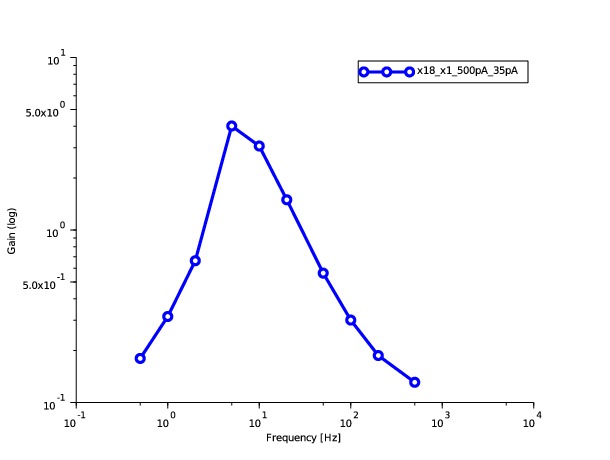 x18_x1_500pA_35pA
10^1
5.0x10^0
10^0
5.0x10^-1
10^-1
Gain (log)
10^-1 10^0 10^1 10^2 10^3 10^4
Frequency [Hz]